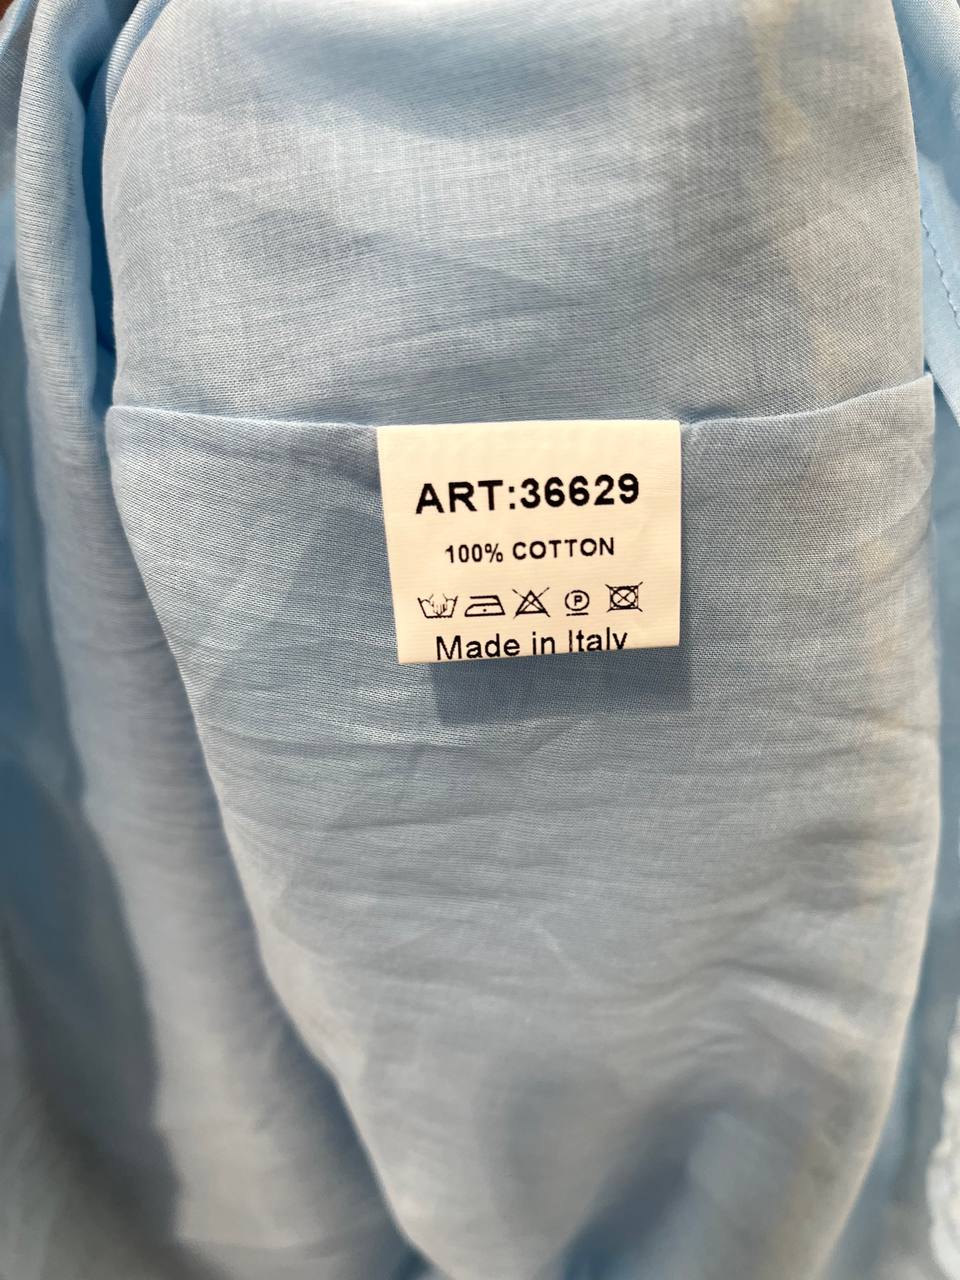 ART:36629
100% COTTON
P
Made in Italy